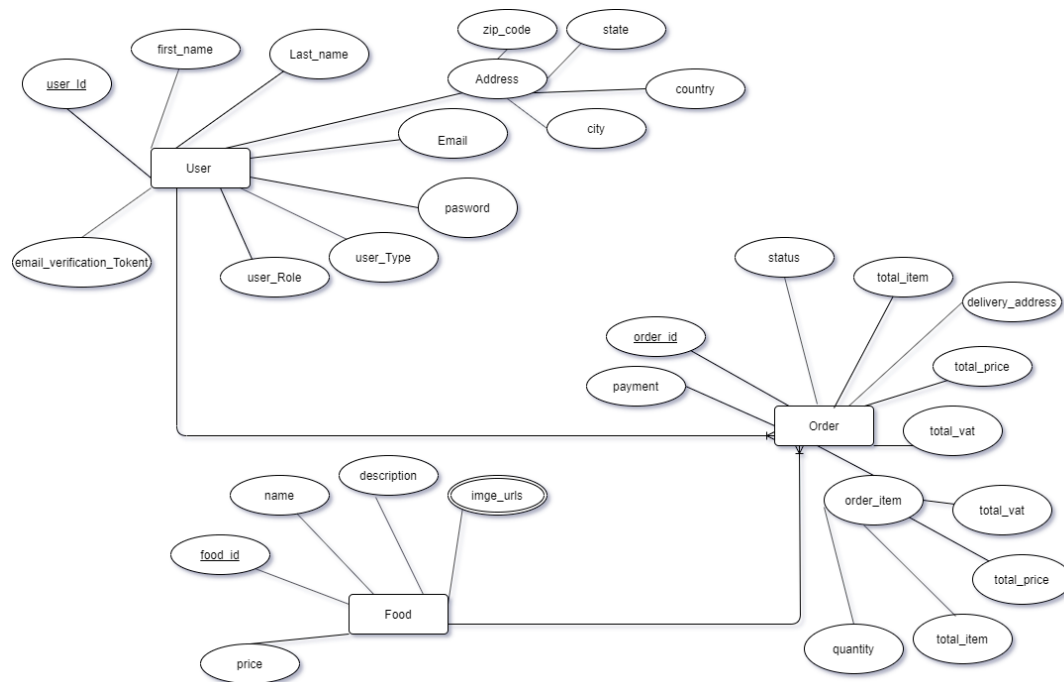 zip_code
state
first_name
Last_name
user_Id
Address
country
city
Email
User
pasword
user_Type
email_verification_Tokent
user_Role
status
total_item
delivery_address
order_id
total_price
payment
Order
total_vat
description
name
imge_urls
order_item
total_vat
food_id
total_price
Food
total_item
quantity
price